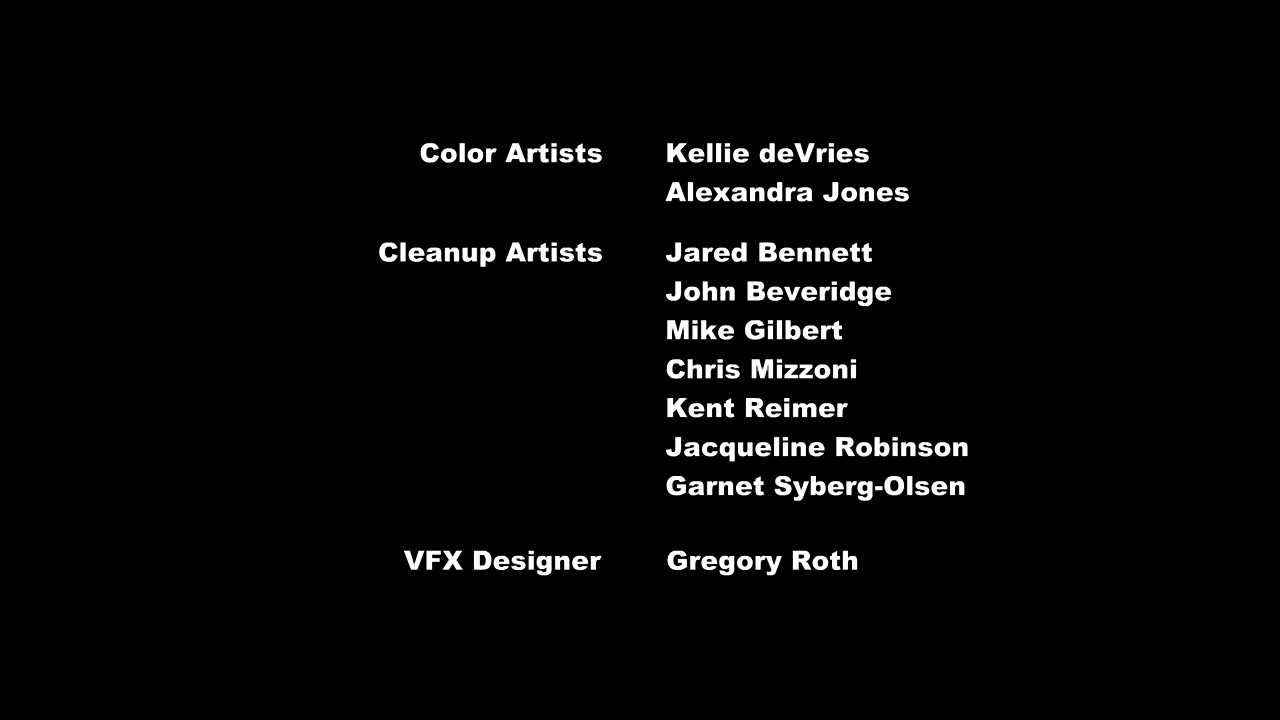 Color Artists Kellie deVries
Alexandra Jones
Cleanup Artists Jared Bennett
John Beveridge
Mike Gilbert
Chris Mizzoni
Kent Reimer
Jacqueline Robinson
Garnet Syberg-Olsen
VFX Designer Gregory Roth